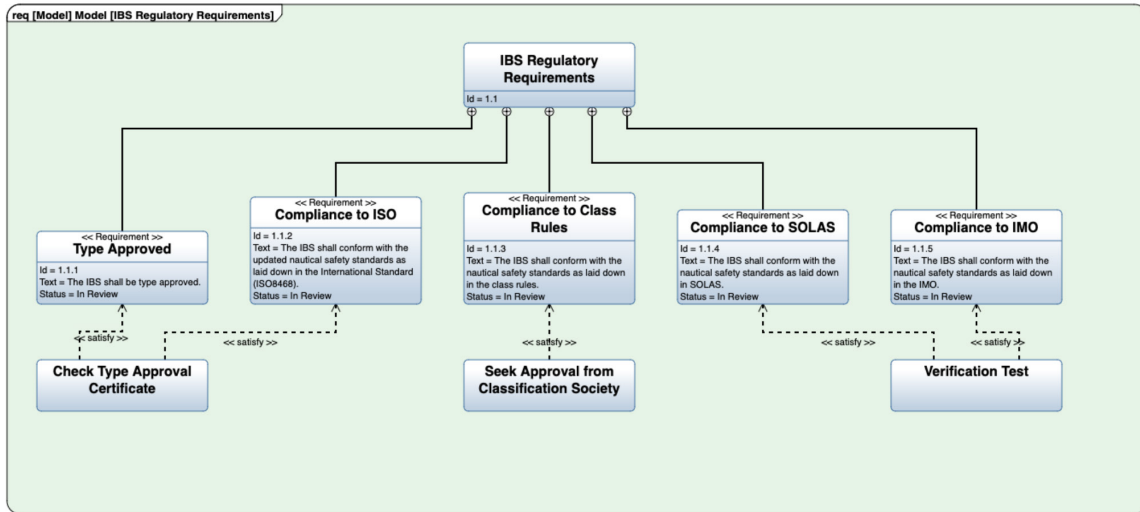 req [Model] Model [IBS Regulatory Requirements]
IBS Regulatory
Requirements
Id = 1.1
<< Requirement >>
Type Approved
Id = 1.1.1
Text = The IBS shall be type approved.
Status = In Review
<< Requirement >>
Compliance to ISO
Id = 1.1.2
Text = The IBS shall conform with the
updated nautical safety standards as
laid down in the International Standard
(ISO8468).
Status = In Review
<< Requirement >>
Compliance to Class
Rules
Id = 1.1.3
Text = The IBS shall conform with the
nautical safety standards as laid down
in the class rules.
Status = In Review
<< Requirement >>
Compliance to SOLAS
Id = 1.1.4
Text = The IBS shall conform with the
nautical safety standards as laid down
in SOLAS.
Status = In Review
<< Requirement >>
Compliance to IMO
Id = 1.1.5
Text = The IBS shall conform with the
nautical safety standards as laid down
in the IMO.
Status = In Review
<< satisfy >>
<< satisfy >>
<< satisfy >>
<< satisfy >>
<< satisfy >>
Check Type Approval
Certificate
Seek Approval from
Classification Society
Verification Test